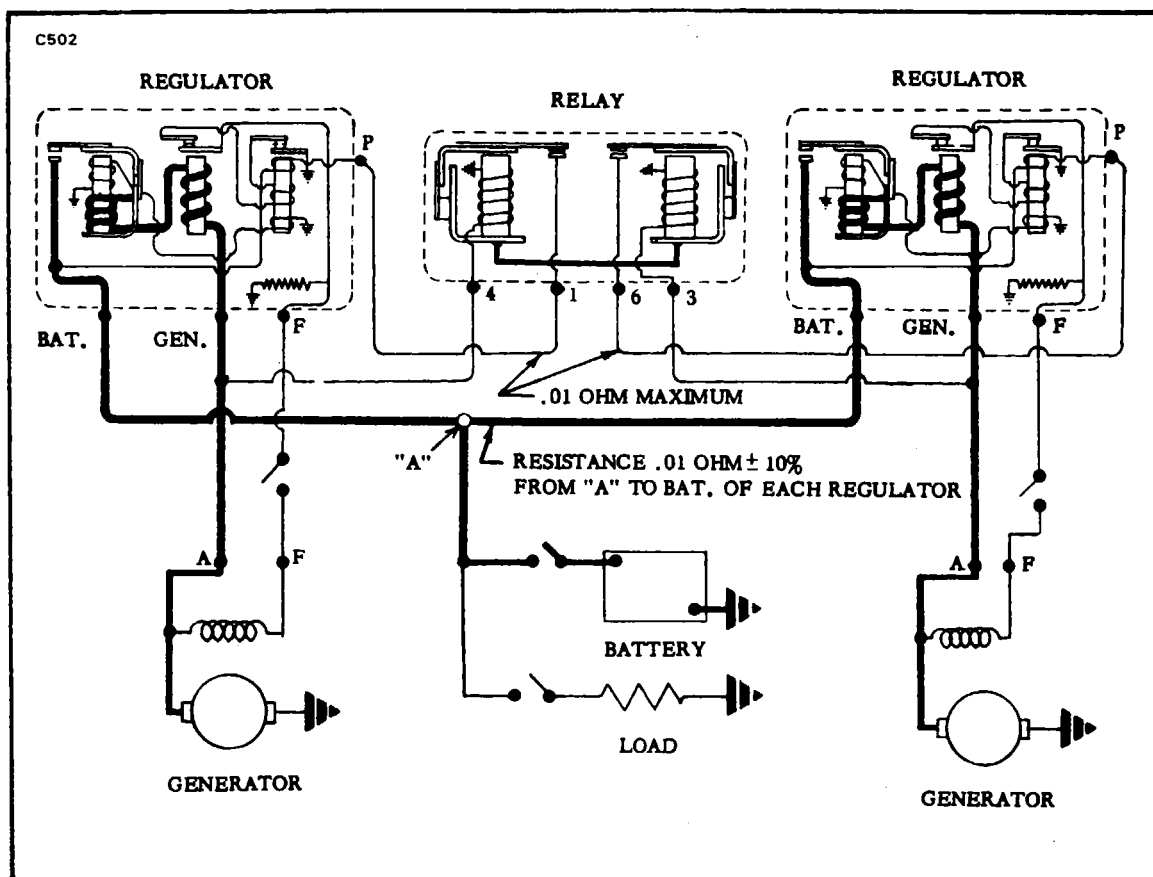 C502
REGULATOR
RELAY
REGULATOR
P
P
4
1
6
3
BAT.
GEN.
F
BAT.
GEN.
F
.01 OHM MAXIMUM
"A"
RESISTANCE .01 OHM ± 10%
FROM "A" TO BAT. OF EACH REGULATOR
A
F
A
F
BATTERY
LOAD
GENERATOR
GENERATOR